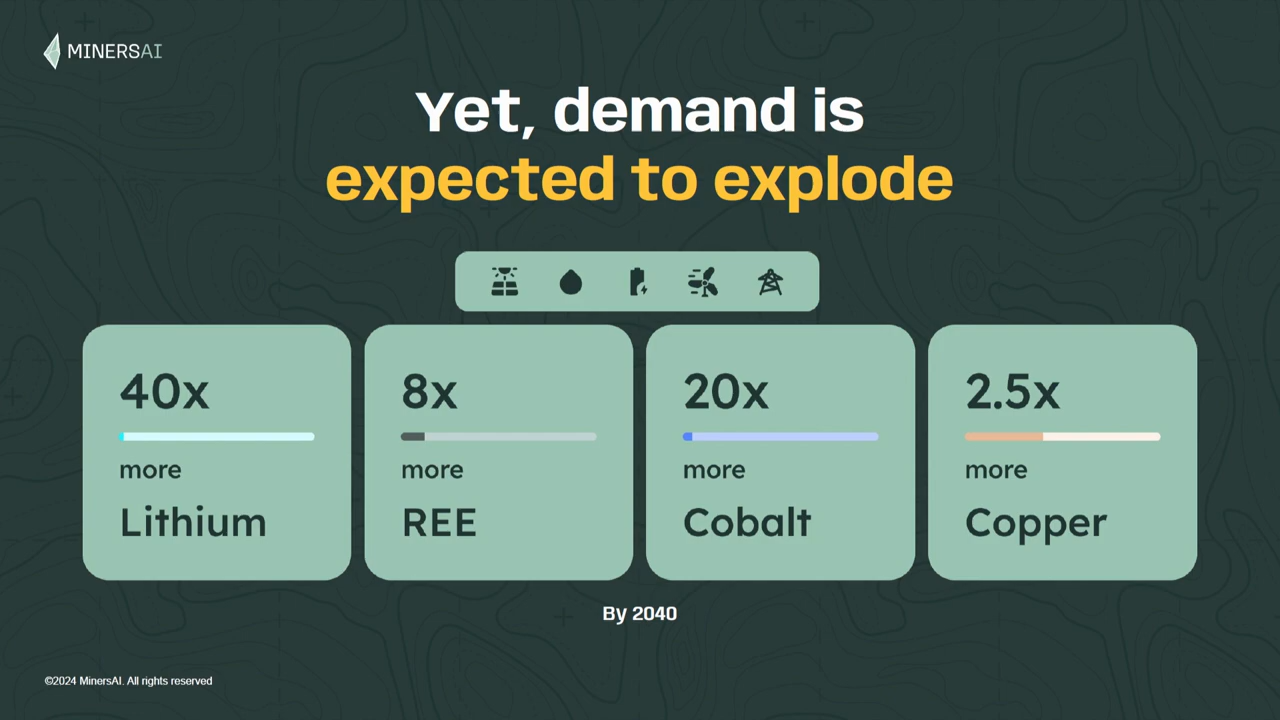 MINERSAI
Yet, demand is
expected to explode
40x
more
Lithium
8x
more
REE
20x
more
Cobalt
2.5x
more
Copper
By 2040
©2024 MinersAI. All rights reserved